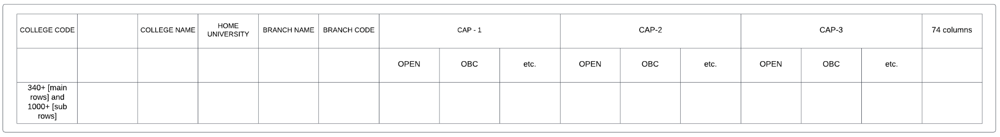 COLLEGE CODE
COLLEGE NAME
HOME
UNIVERSITY
BRANCH NAME
BRANCH CODE
CAP - 1
CAP-2
CAP-3
74 columns
OPEN
OBC
etc.
OPEN
OBC
etc.
OPEN
OBC
etc.
340+ [main
rows] and
1000+ [sub
rows]